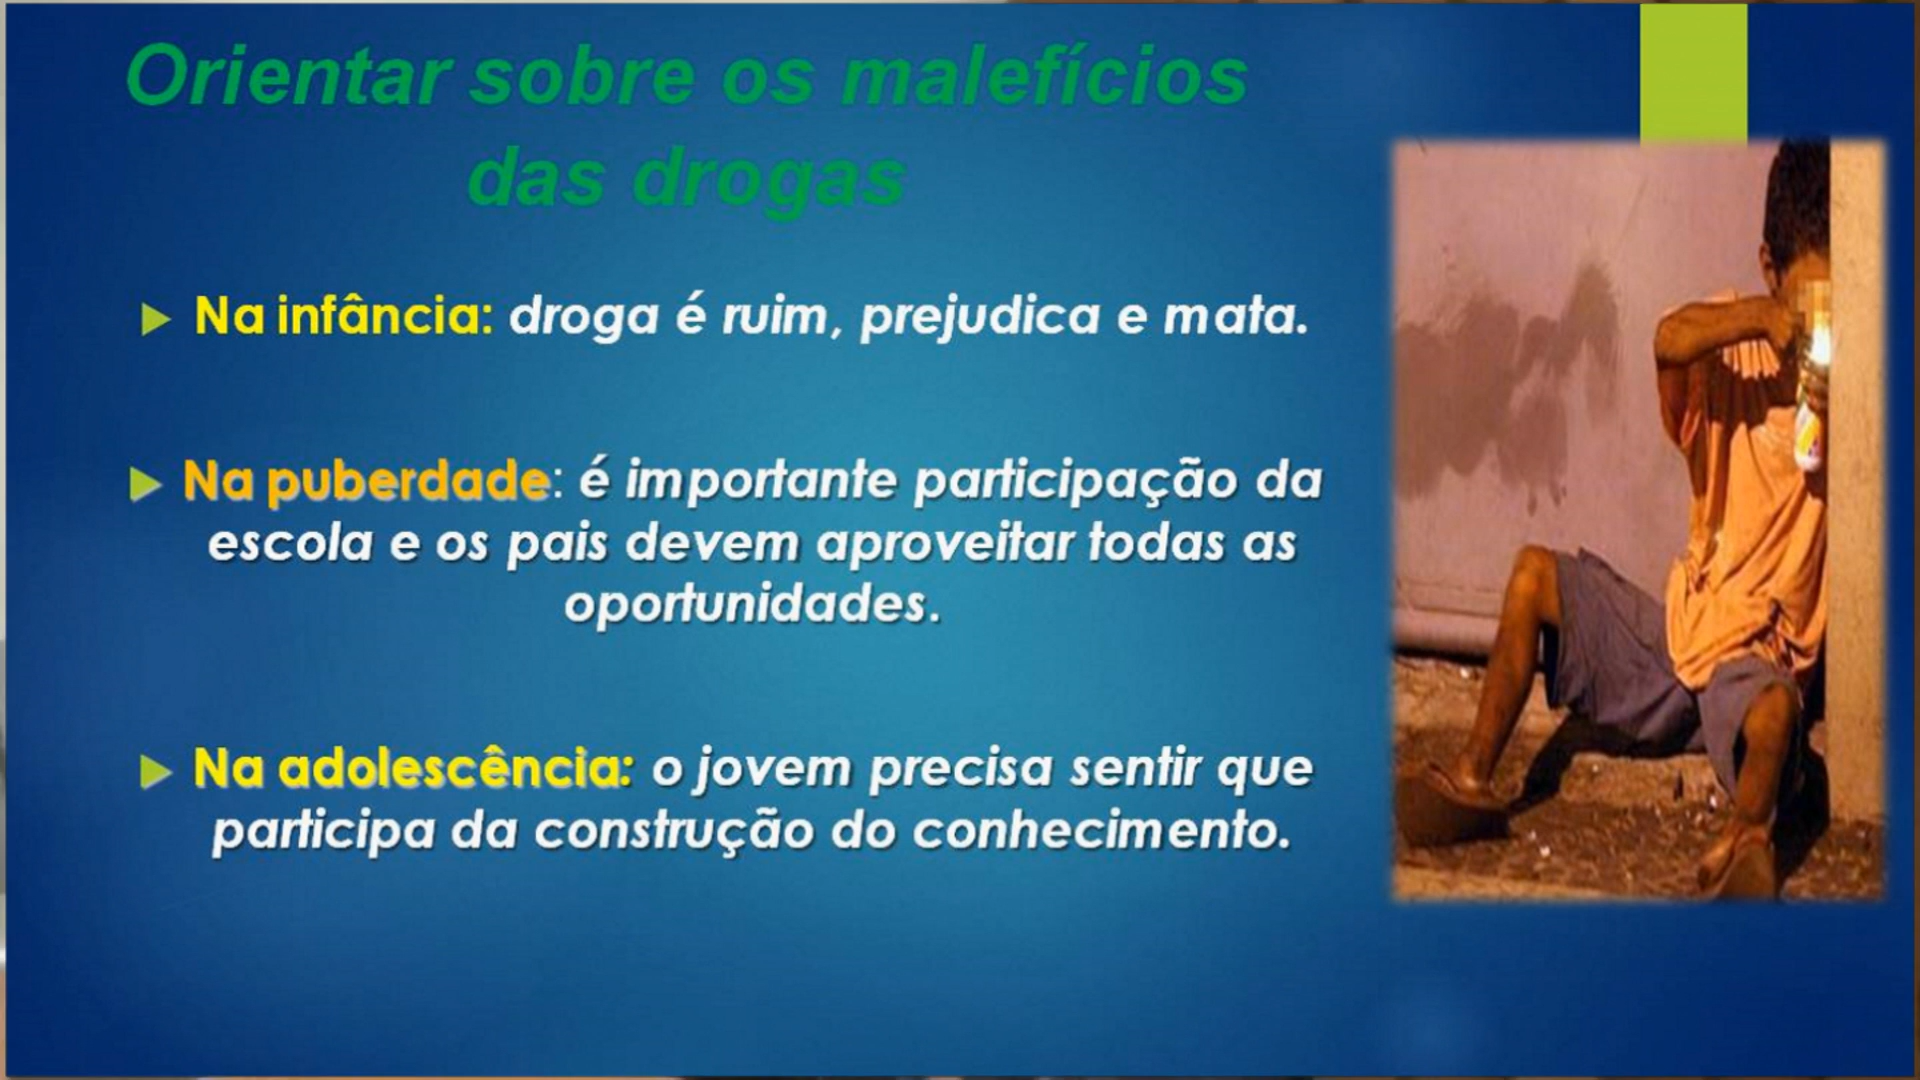 Orientar sobre os malefícios
das drogas
Na infância: droga é ruim, prejudica e mata.
Na puberdade: é importante participação da
escola e os pais devem aproveitar todas as
oportunidades.
Na adolescência: o jovem precisa sentir que
participa da construção do conhecimento.